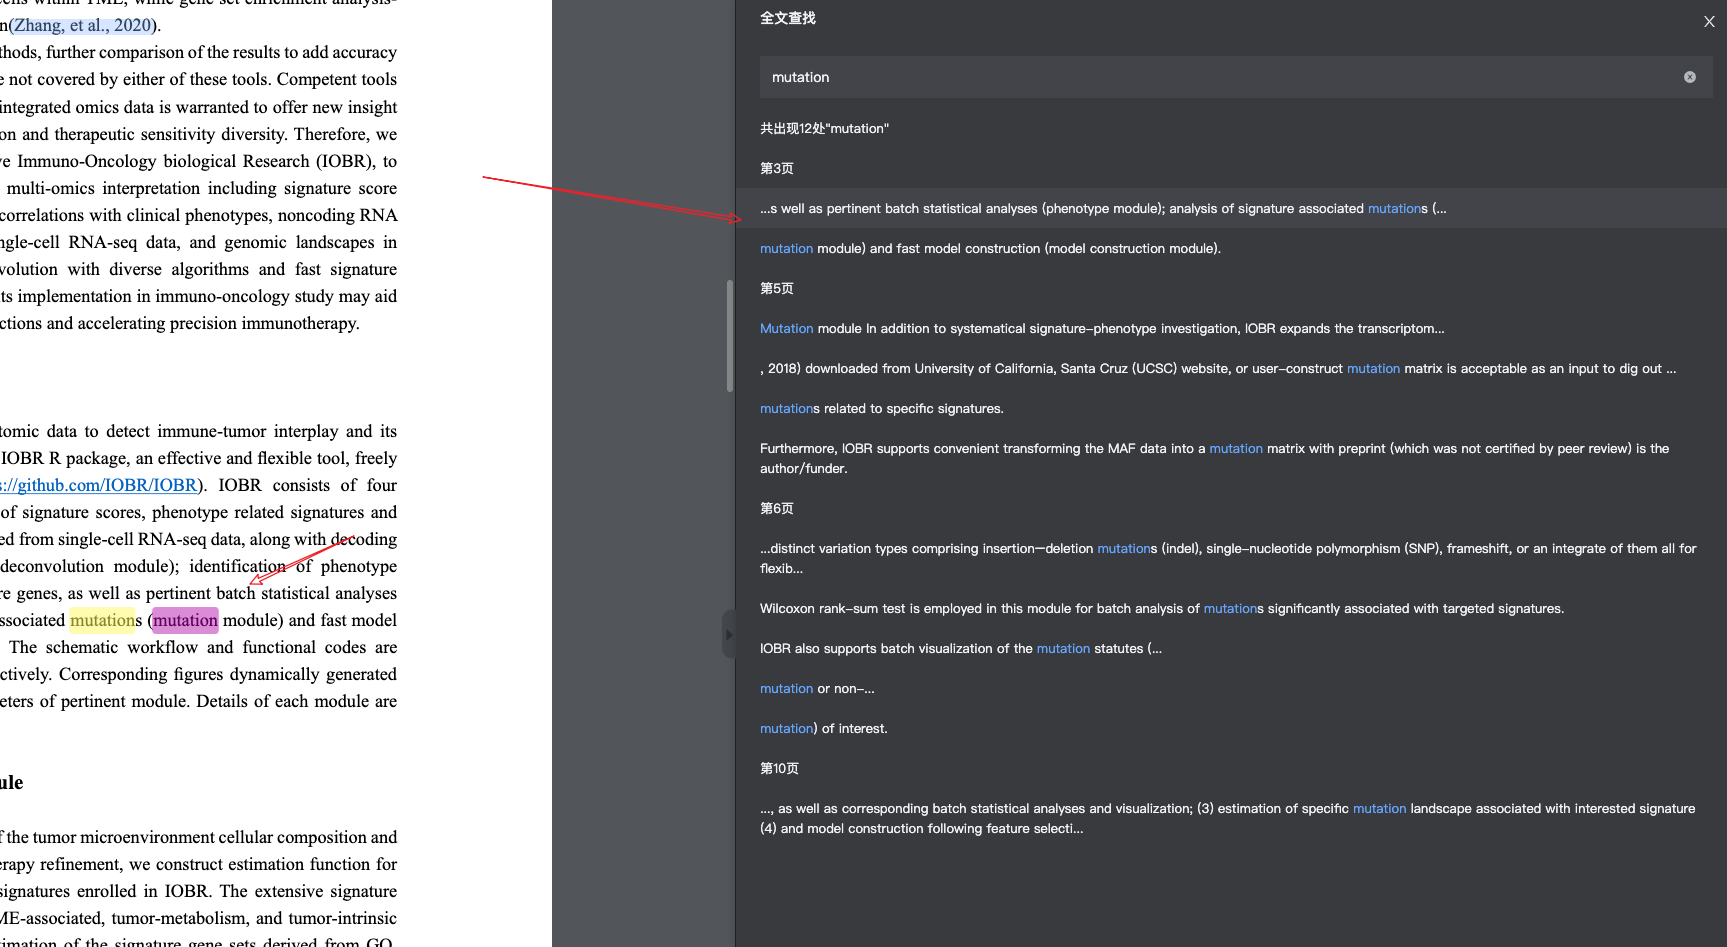 cells within TME, while gene set enrichment analysis-
n(Zhang, et al., 2020).
thods, further comparison of the results to add accuracy
e not covered by either of these tools. Competent tools
integrated omics data is warranted to offer new insight
on and therapeutic sensitivity diversity. Therefore, we
ve Immuno-Oncology biological Research (IOBR), to
multi-omics interpretation including signature score
correlations with clinical phenotypes, noncoding RNA
ngle-cell RNA-seq data, and genomic landscapes in
volution with diverse algorithms and fast signature
ts implementation in immuno-oncology study may aid
ctions and accelerating precision immunotherapy.
tomic data to detect immune-tumor interplay and its
IOBR R package, an effective and flexible tool, freely
s://github.com/IOBR/IOBR). IOBR consists of four
of signature scores, phenotype related signatures and
ed from single-cell RNA-seq data, along with decoding
deconvolution module); identification of phenotype
re genes, as well as pertinent batch statistical analyses
ssociated mutations (mutation module) and fast model
The schematic workflow and functional codes are
ctively. Corresponding figures dynamically generated
eters of pertinent module. Details of each module are
ule
f the tumor microenvironment cellular composition and
erapy refinement, we construct estimation function for
signatures enrolled in IOBR. The extensive signature
ME-associated, tumor-metabolism, and tumor-intrinsic
timation of the signature gene sets derived from GO,
全文查找
X
mutation
共出现12处"mutation"
第3页
...s well as pertinent batch statistical analyses (phenotype module); analysis of signature associated mutations (...
mutation module) and fast model construction (model construction module).
第5页
Mutation module In addition to systematical signature-phenotype investigation, IOBR expands the transcriptom...
, 2018) downloaded from University of California, Santa Cruz (UCSC) website, or user-construct mutation matrix is acceptable as an input to dig out ...
mutations related to specific signatures.
Furthermore, IOBR supports convenient transforming the MAF data into a mutation matrix with preprint (which was not certified by peer review) is the
author/funder.
第6页
...distinct variation types comprising insertion—deletion mutations (indel), single-nucleotide polymorphism (SNP), frameshift, or an integrate of them all for
flexib...
Wilcoxon rank-sum test is employed in this module for batch analysis of mutations significantly associated with targeted signatures.
IOBR also supports batch visualization of the mutation statutes (...
mutation or non-...
mutation) of interest.
第10页
..., as well as corresponding batch statistical analyses and visualization; (3) estimation of specific mutation landscape associated with interested signature
(4) and model construction following feature selecti...